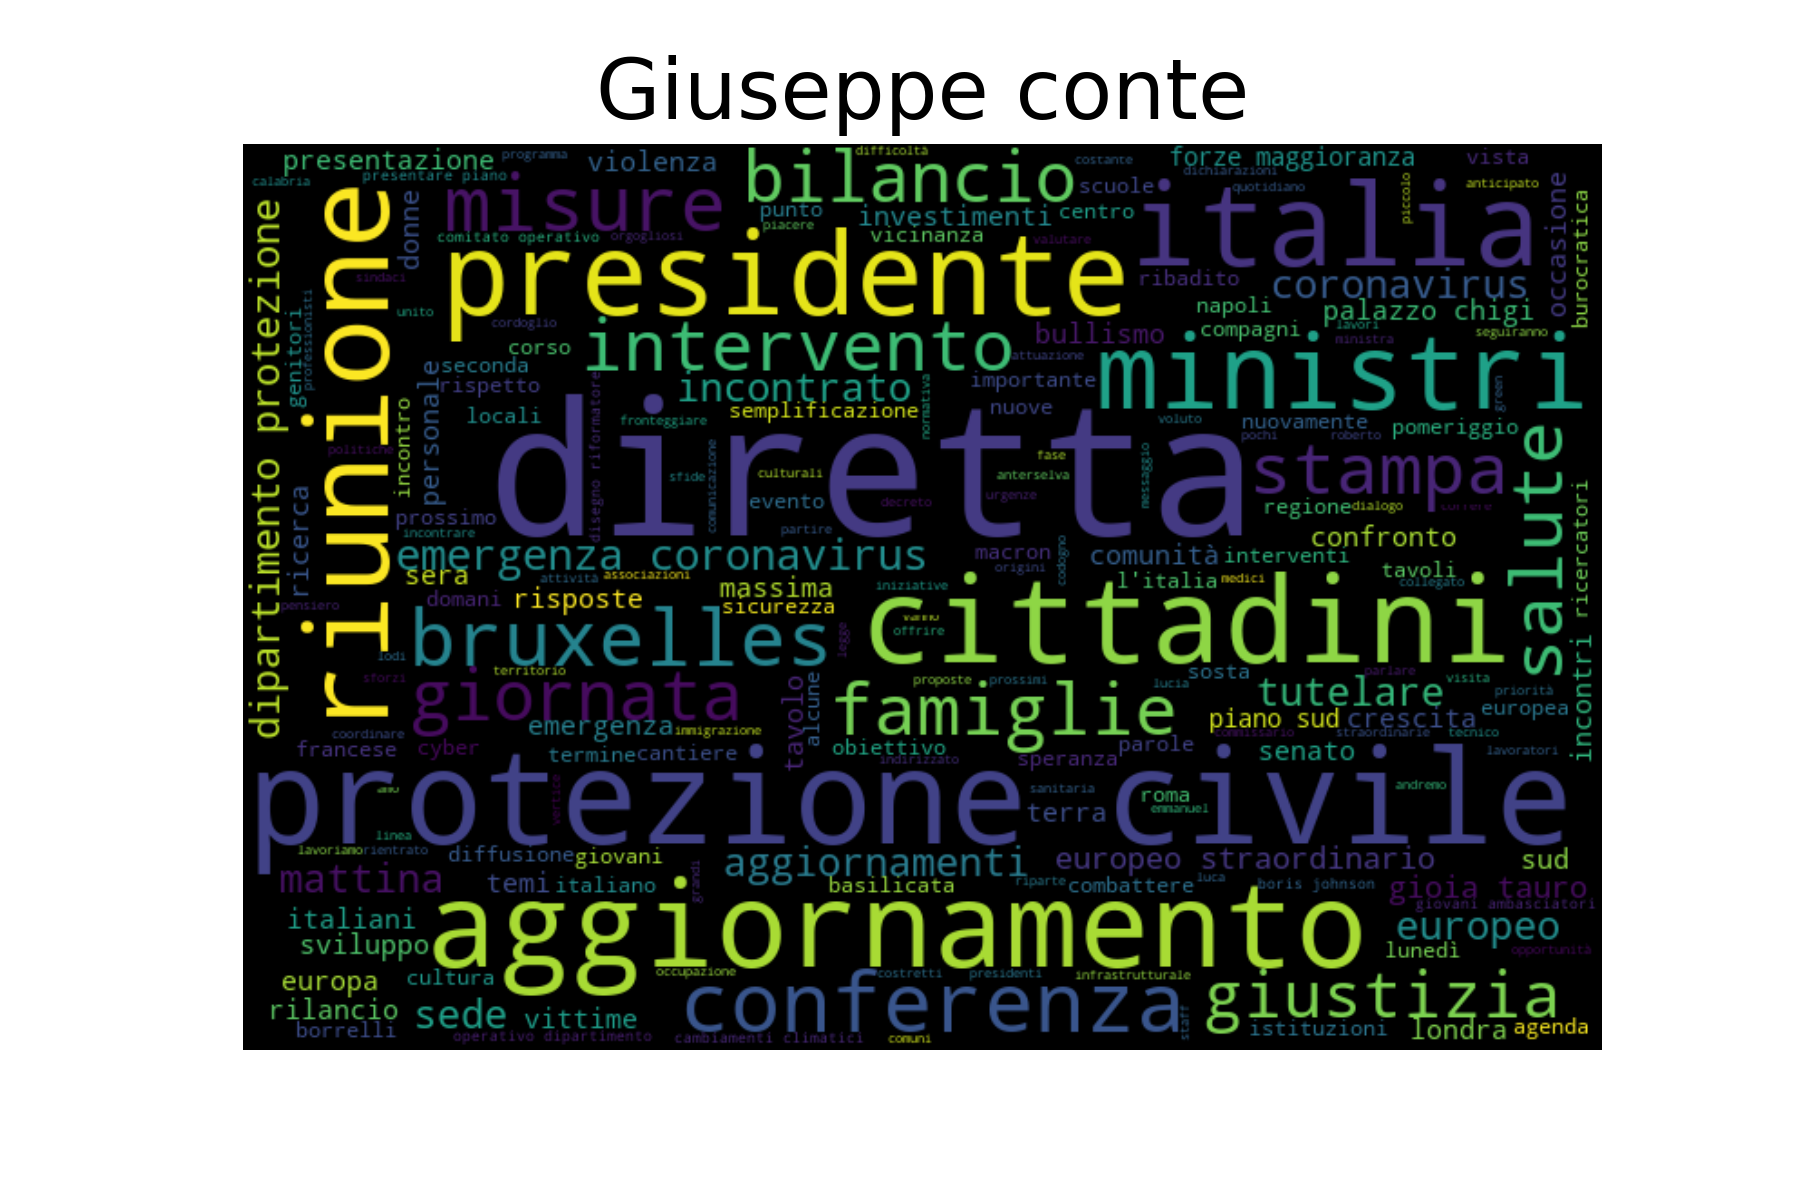 Giuseppe conte
presentazione
programma
violenza
difficoltà
costante
forze maggioranza
vista
calabria
presentare piano
misure
bilancio
scuole
dichiarazioni
quotidiano
piccolo
anticipato
occasione
burocratica
donne
punto
piacere
investimenti
centro
italia
comitato operativo
orgogliosi
vicinanza
valutare
dipartimento protezione
riunione
sindaci
presidente
ribadito
coronavirus
genitori
professionisti
unito
cordoglio
napoli
palazzo chigi
corso
intervento
bullismo
compagni
lavori
ministra
seguiranno
seconda
attuazione
ministri
rispetto
personale
incontrato
importante
green
incontro
locali
semplificazione
normativa
nuove
politiche
disegno riformatore
fronteggiare
diretta
voluto
nuovamente
pomeriggio
pochi
roberto
comunicazione
sfide
culturali
fase
anterselva
messaggio
stampa
salute
ricerca
prossimo
evento
decreto
urgenze
regione
dialogo
correre
incontrare
partire
confronto
emergenza coronavirus
macron
origini
codogno
comunità
interventi
incontri ricercatori
sera
attività
associazioni
massima
iniziative
l'italia
medici
tavoli
collegato
pensiero
domani
risposte
sicurezza
cittadini
bruxelles
legge
offrire
lodi
sforzi
territorio
proposte
prossimi
lucia
sosta
parlare
visita
giornata
tavolo
alcune
famiglie
tutelare
priorità
europea
coordinare
emergenza
immigrazione
piano sud
crescita
commissario
straordinarie
tecnico
francese
cyber
termine
cantiere
obiettivo
indirizzato
speranza
parole
senato
lavoratori
protezione civile
vertice
sanitaria
terra
roma
emmanuel
andremo
linea
lavoriamo
rientrato
diffusione
giovani
grandi
aggiornamenti
europeo straordinario
sud
mattina
temi
italiano
basilicata
riparte
combattere
luca
boris johnson
gioia tauro
giovani ambasciatori
italiani
sviluppo
aggiornamento
europeo
lunedì
opportunità
europa
cultura
occupazione
costretti
presidenti
infrastrutturale
rilancio
sede
vittime
conferenza
staff
giustizia
borrelli
operativo dipartimento
cambiamenti climatici
comuni
istituzioni
londra
agenda